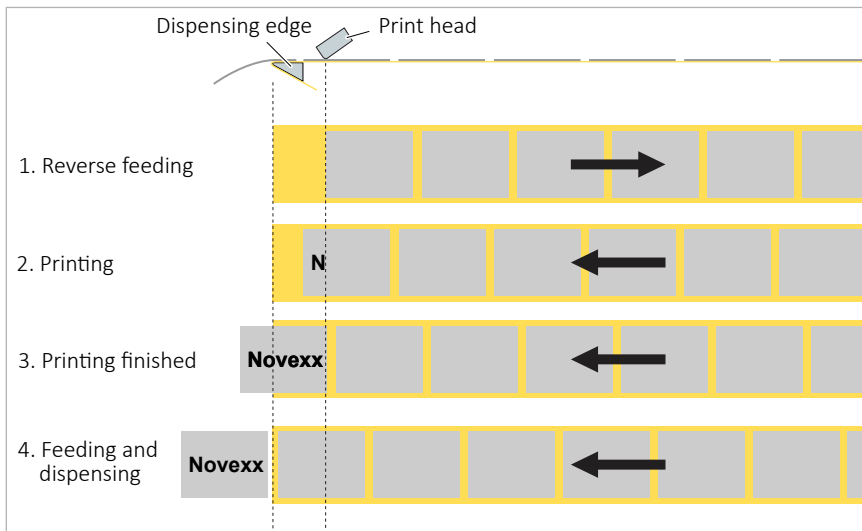 Dispensing edge
Print head
1. Reverse feeding
2. Printing
N
3. Printing finished
Novexx
4. Feeding and
dispensing
Novexx